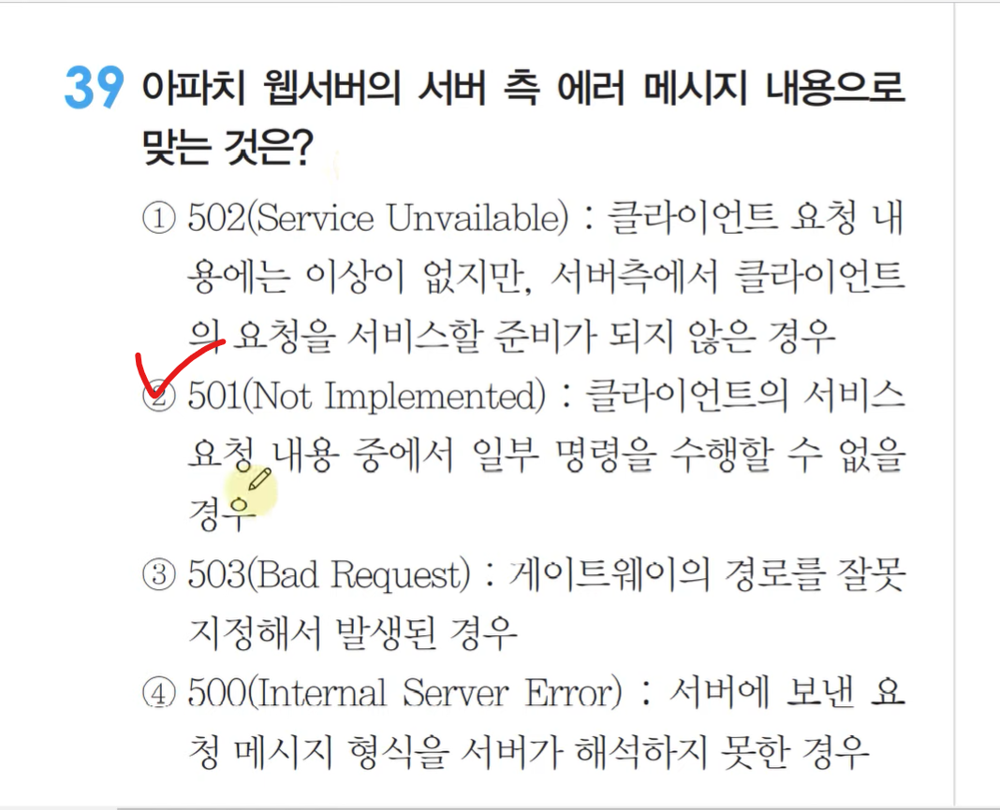 39 아파치 웹서버의 서버 측 에러 메시지 내용으로
맞는 것은?
① 502(Service Unvailable) : 클라이언트 요청 내
용에는 이상이 없지만, 서버측에서 클라이언트
의 요청을 서비스할 준비가 되지 않은 경우
② 501(Not Implemented) : 클라이언트의 서비스
요청 내용 중에서 일부 명령을 수행할 수 없을
경우
③ 503(Bad Request) : 게이트웨이의 경로를 잘못
지정해서 발생된 경우
④ 500(Internal Server Error) : 서버에 보낸 요
청 메시지 형식을 서버가 해석하지 못한 경우